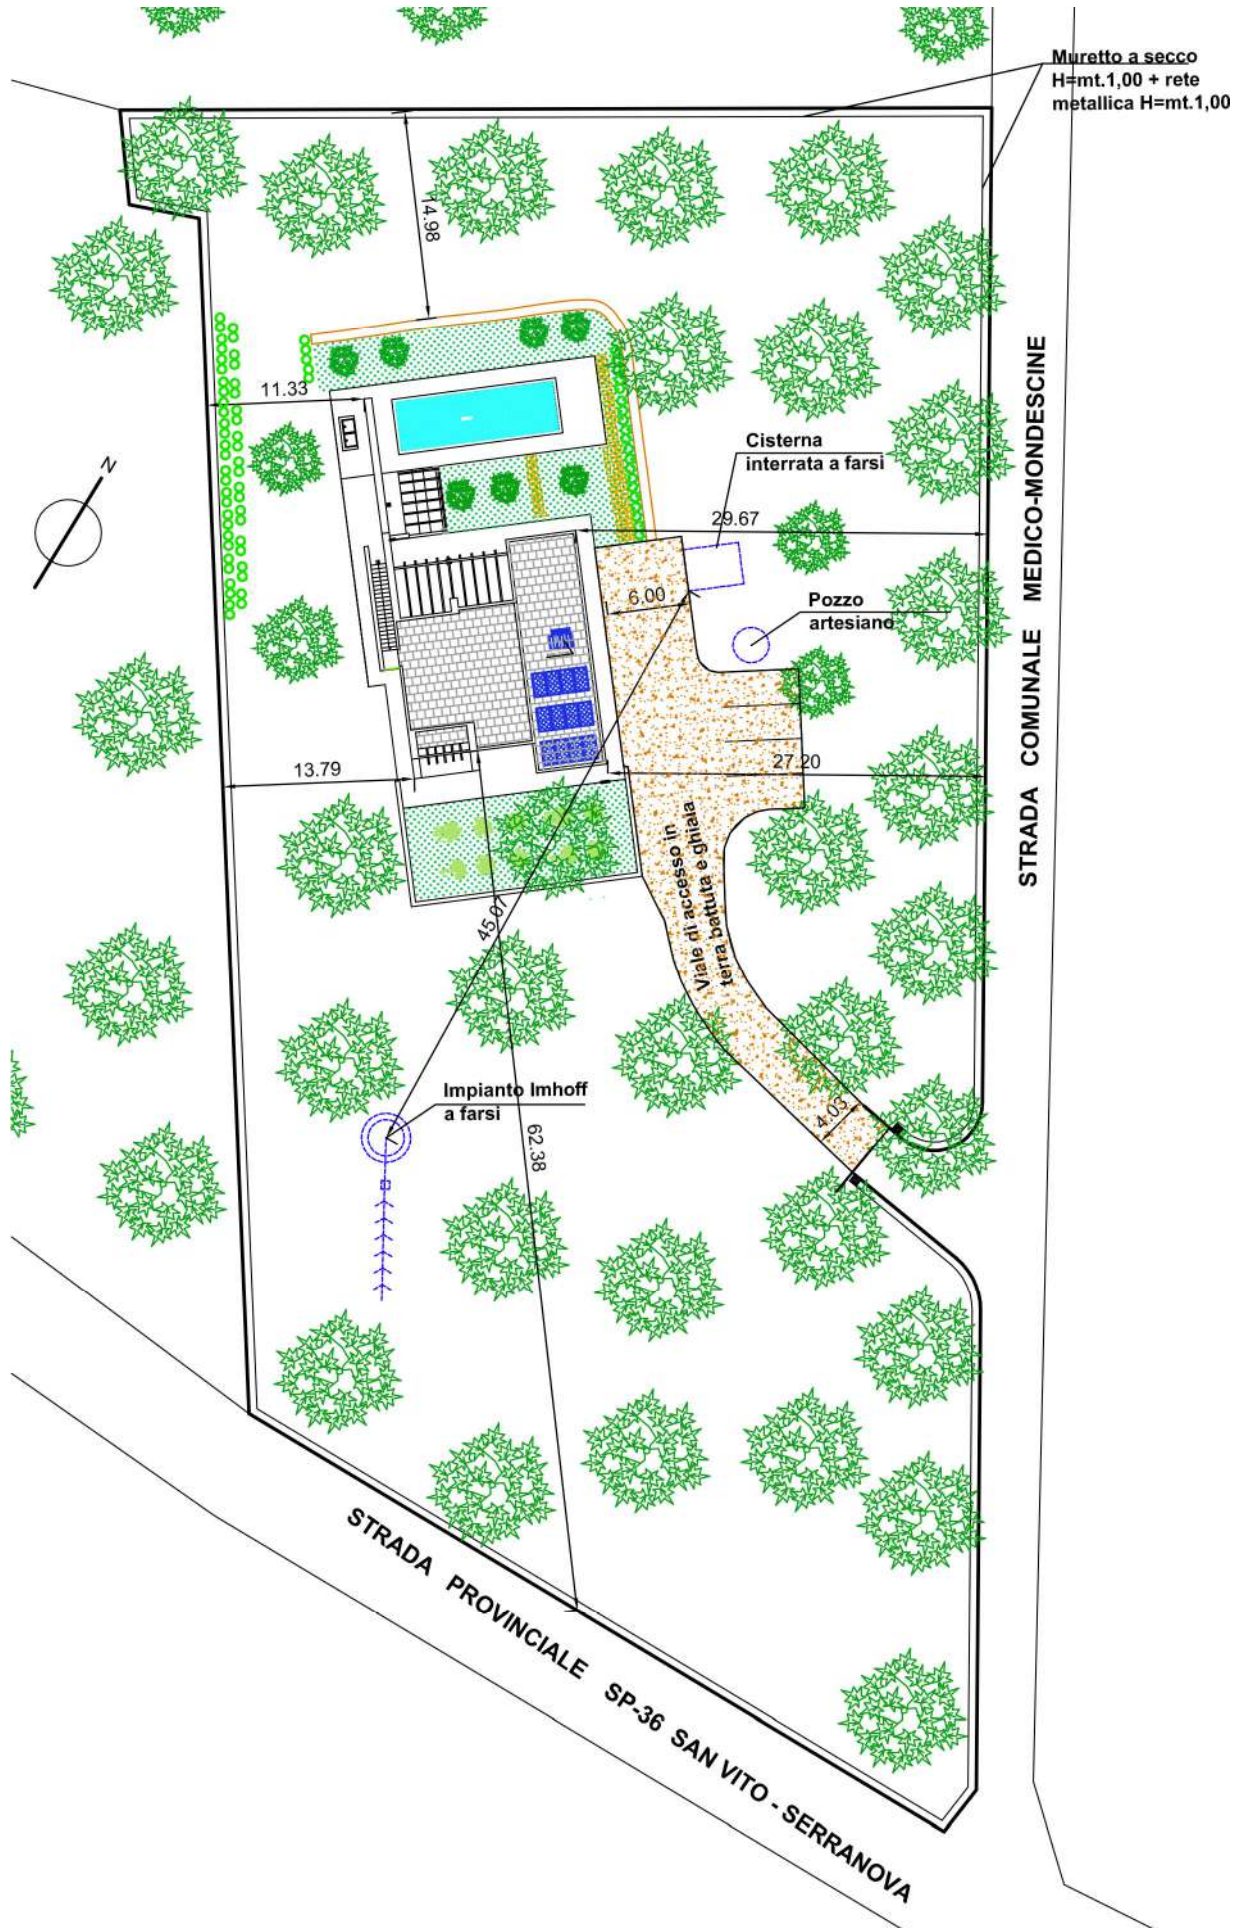 Muretto a secco
H=mt.1,00 + rete
metallica H=mt.1,00
14.98
11.33
N
Cisterna
interrata a farsi
29.67
6.00
Pozzo
artesiano
STRADA COMUNALE MEDICO-MONDESCINE
13.79
27.20
Viale di accesso in
terra battuta e ghiaia
45.07
4.03
Impianto Imhoff
a farsi
62.38
STRADA PROVINCIALE SP-36 SAN VITO - SERRANOVA